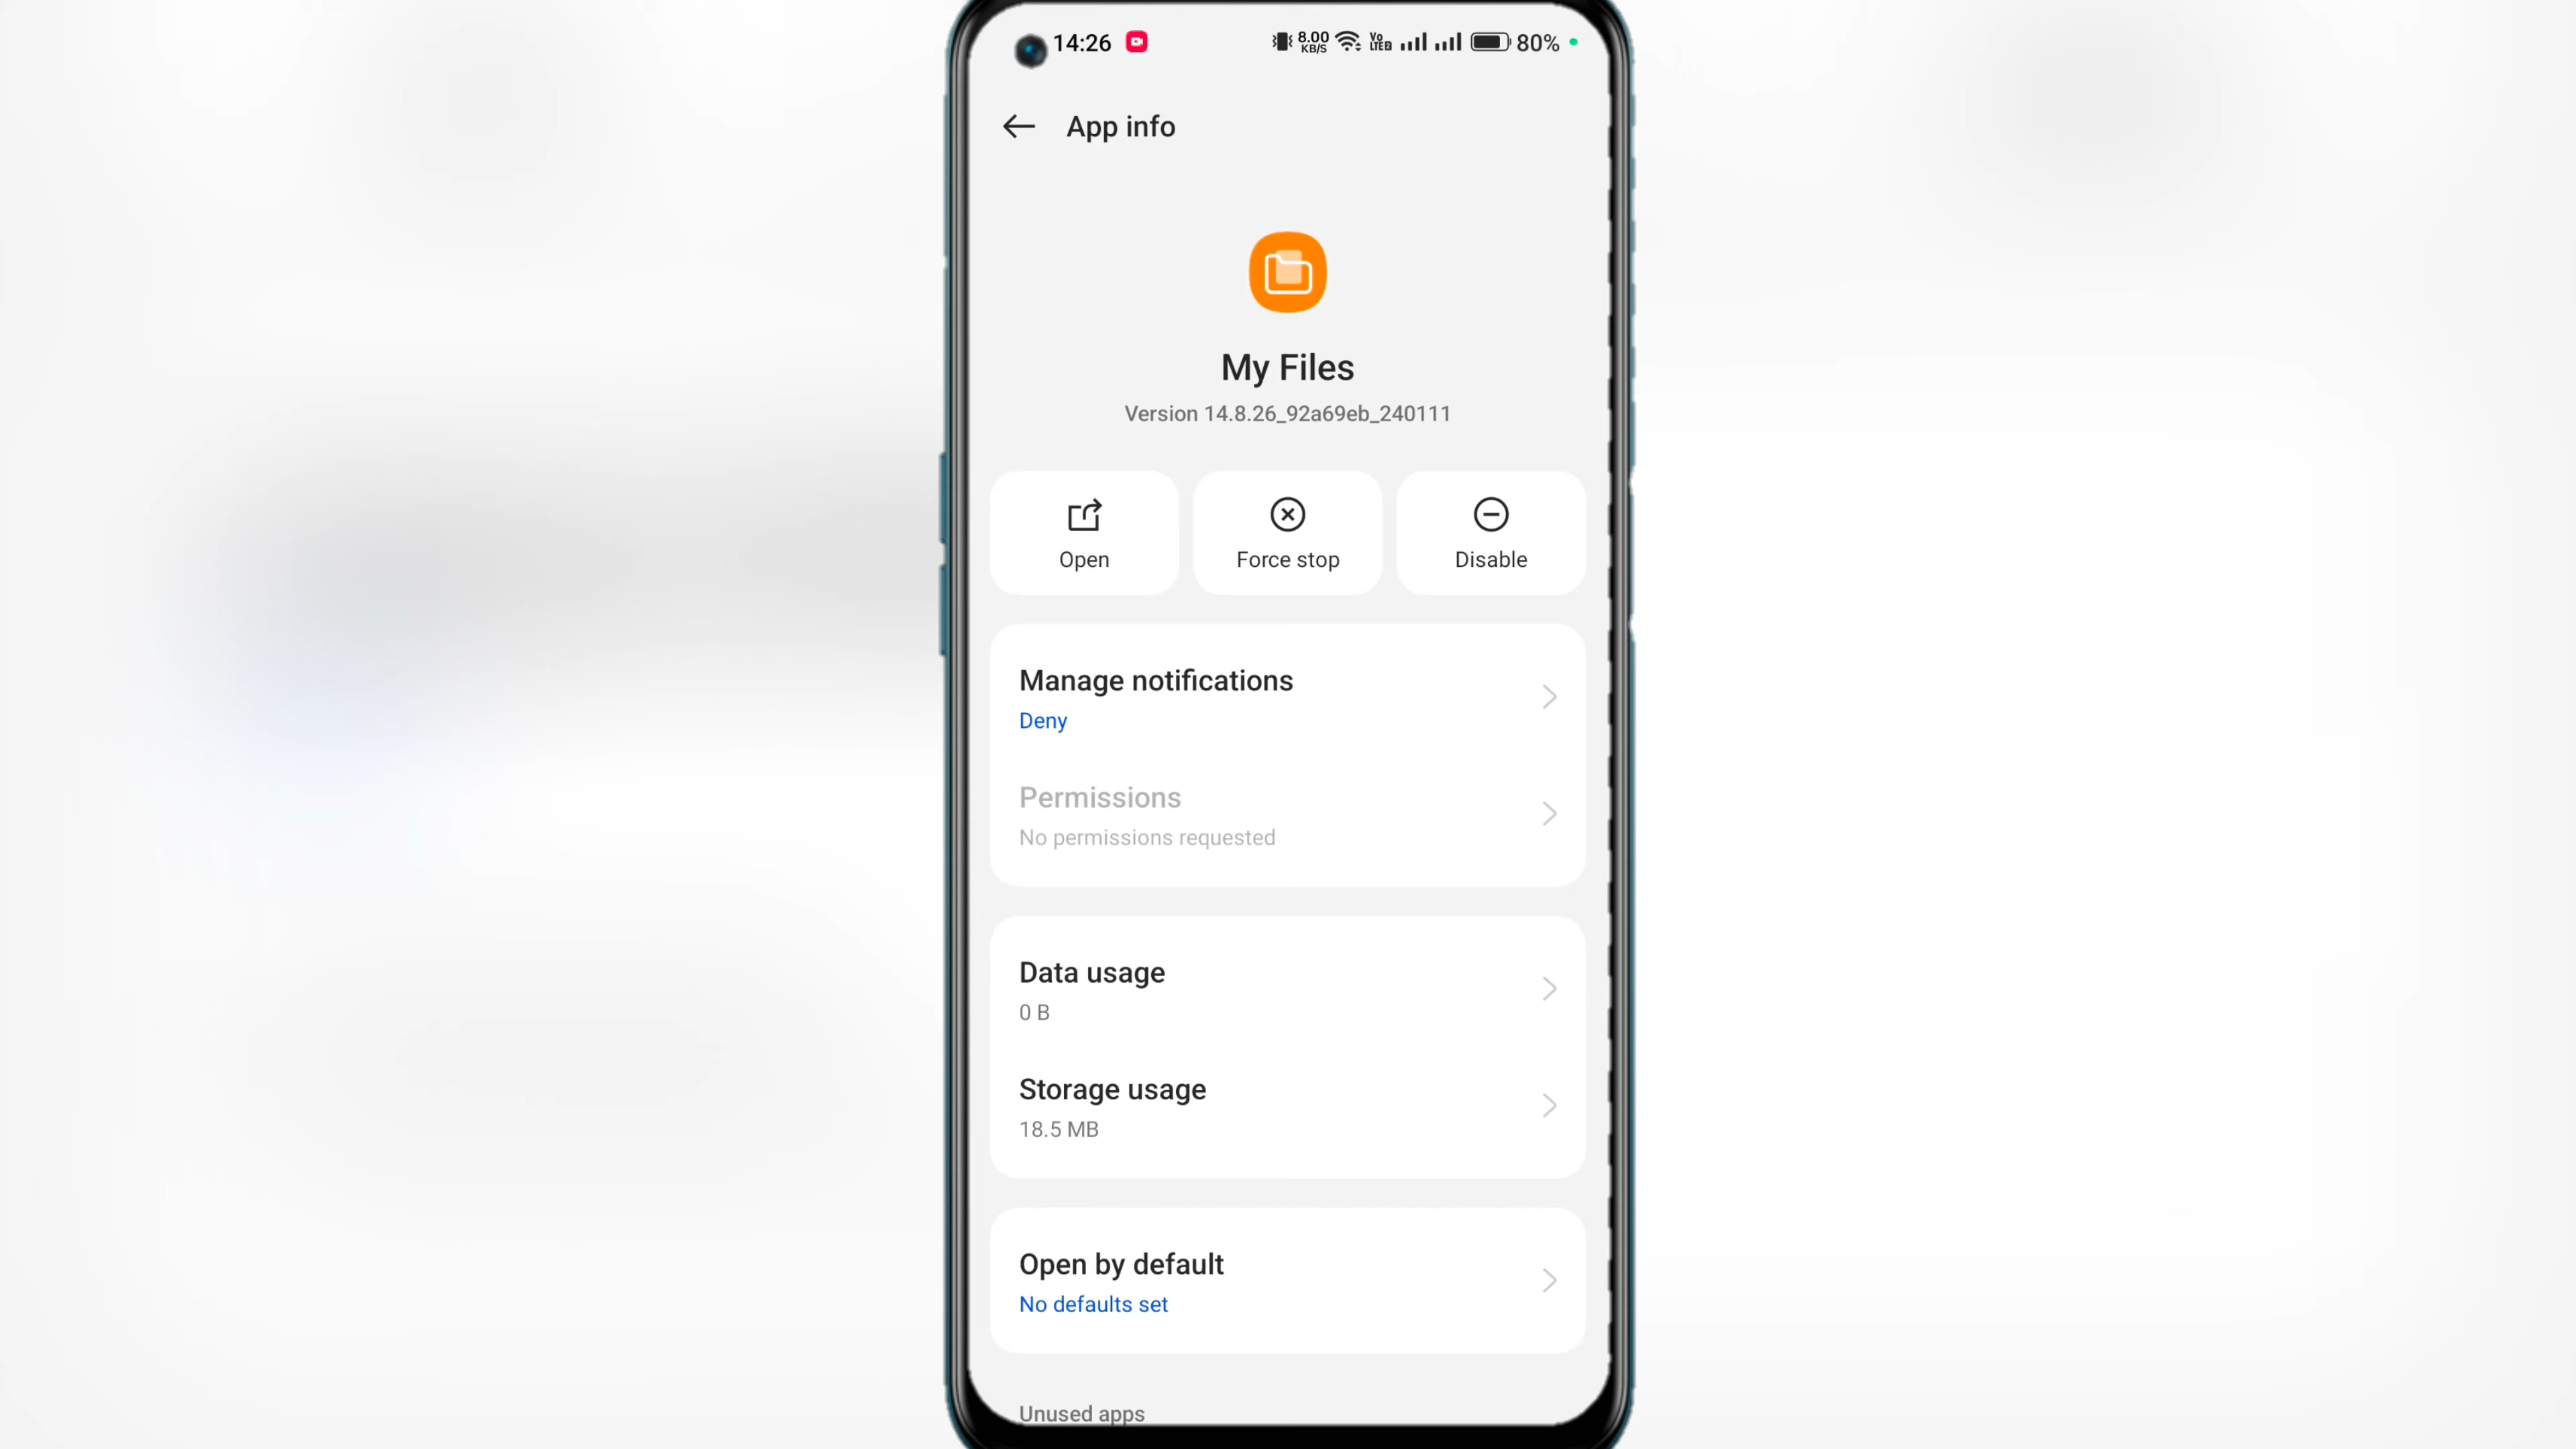 14:26 8.00 KB/S Vo LTE2 80%
App info
My Files
Version 14.8.26_92a69eb_240111
Open Force stop Disable
Manage notifications
Deny
Permissions
No permissions requested
Data usage
0 B
Storage usage
18.5 MB
Open by default
No defaults set
Unused apps